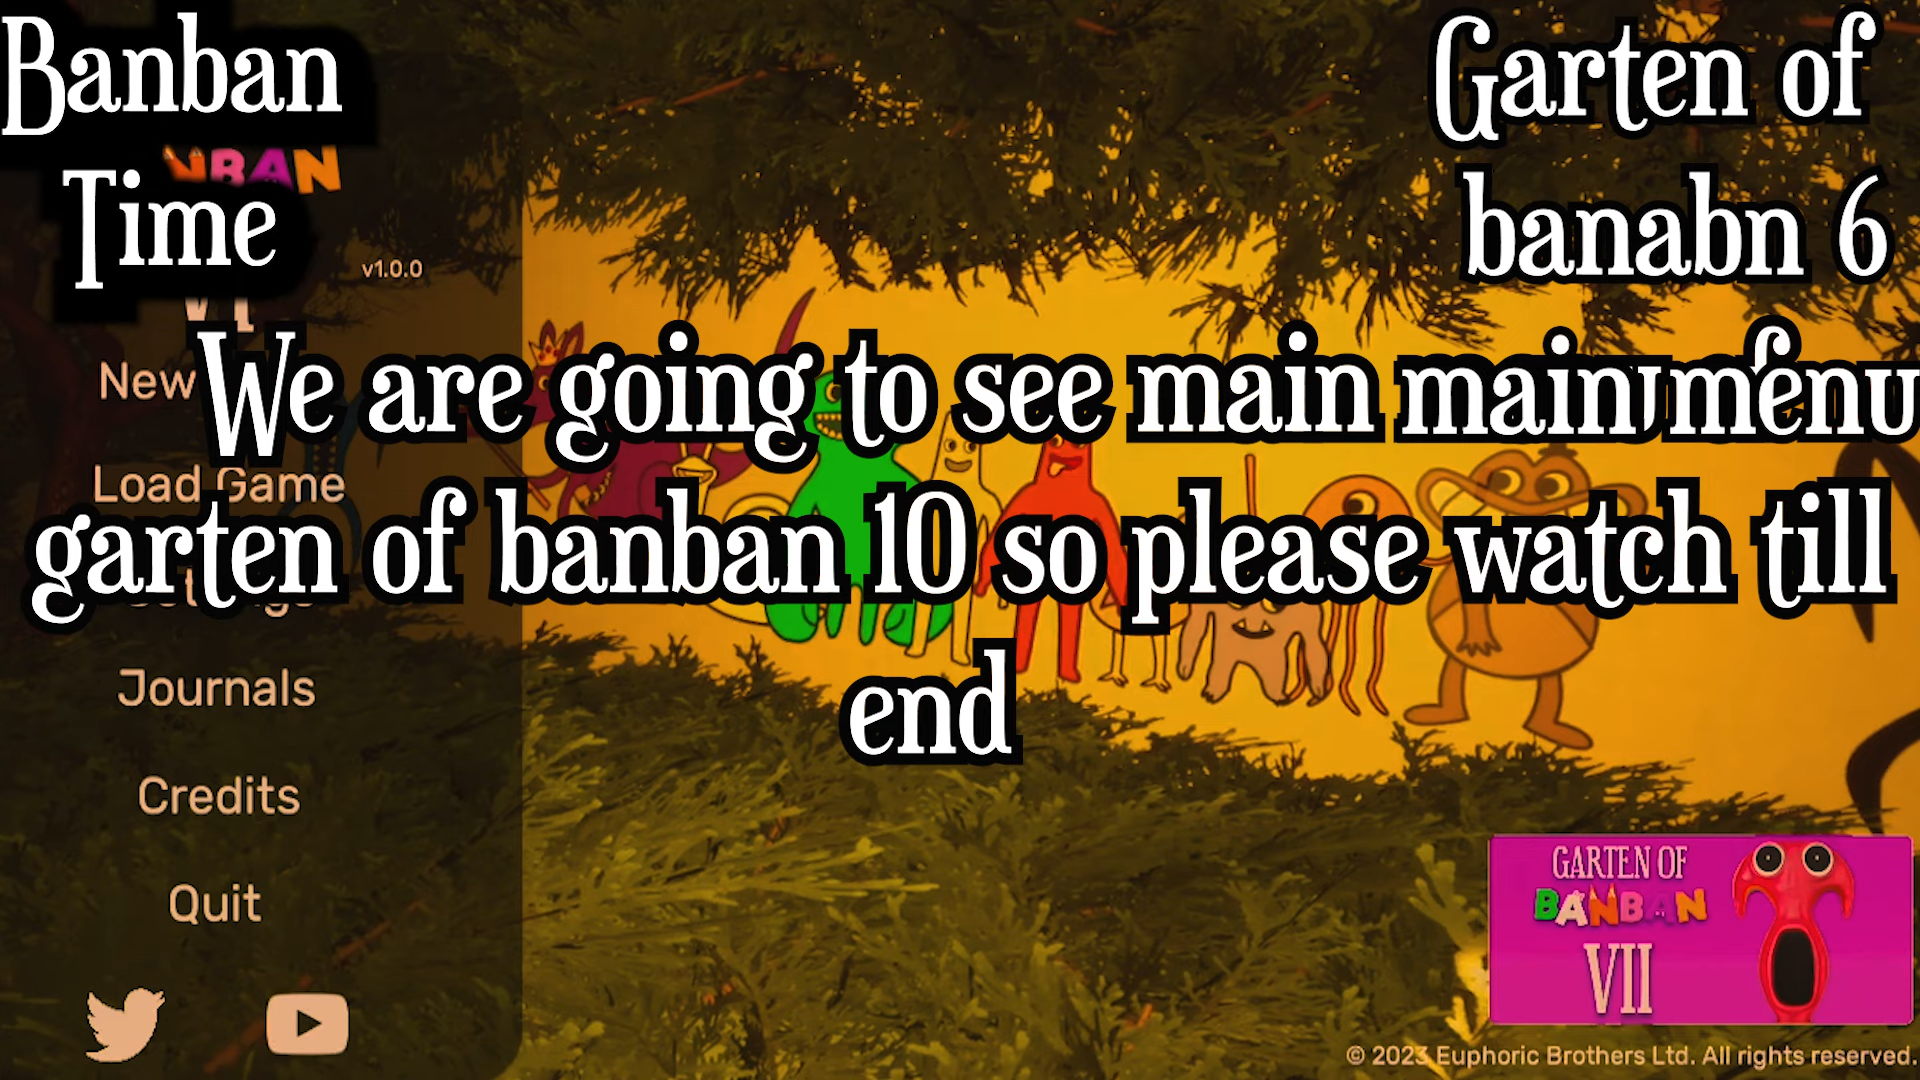 Banban
Time
Garten of
banabn 6
NBAN
v1.0.0
VI
New
We are going to see main main menu
Load Game
garten of banban 10 so please watch till
end
Journals
Credits
Quit
GARTEN OF
BANBAN
VII
© 2023 Euphoric Brothers Ltd. All rights reserved.